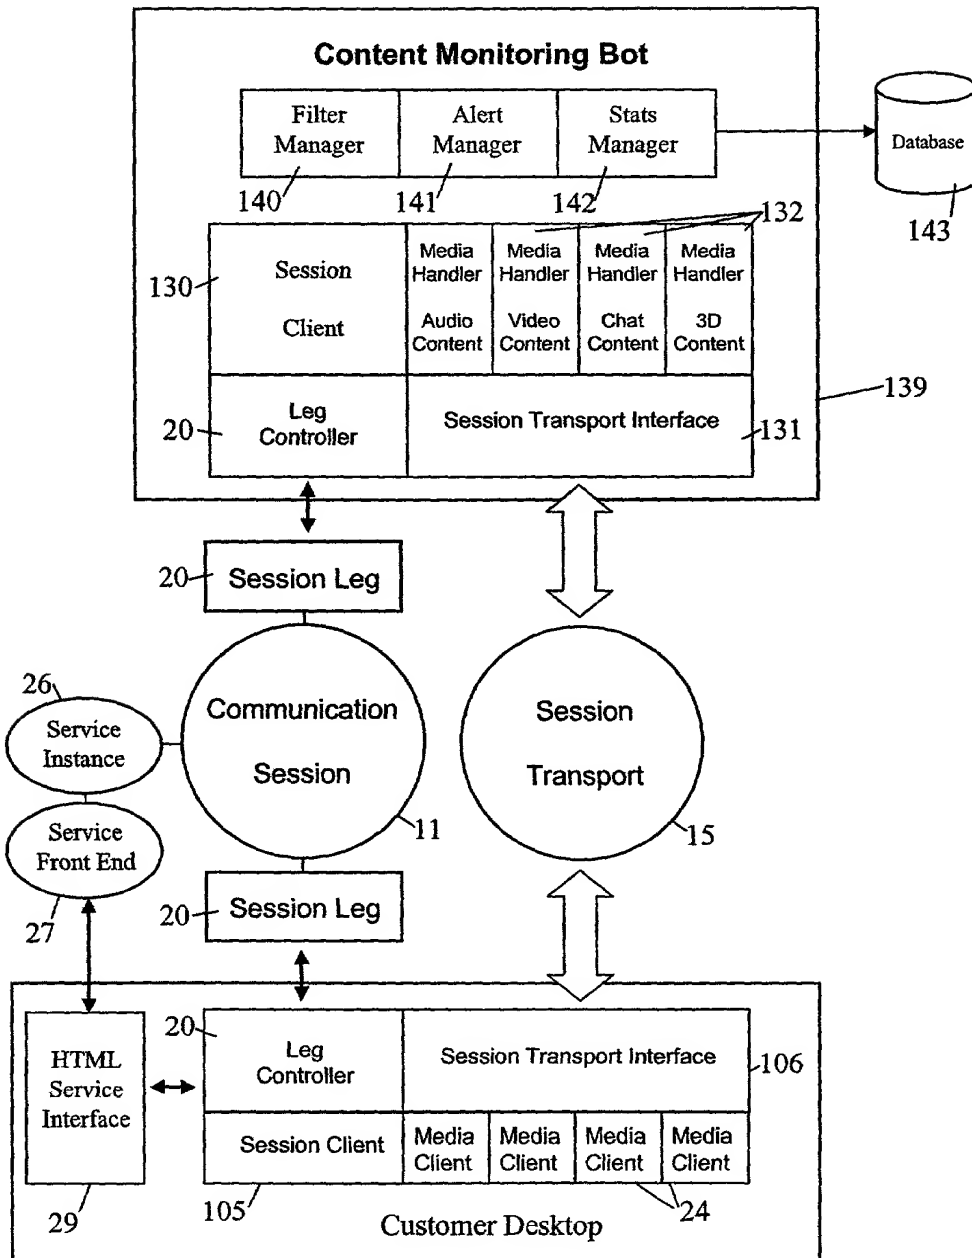 Content Monitoring Bot
Filter
Manager
Alert
Manager
Stats
Manager
Database
140
141
142
132
143
130
Session
Client
Media
Handler
Audio
Content
Media
Handler
Video
Content
Media
Handler
Chat
Content
Media
Handler
3D
Content
139
20
Leg
Controller
Session Transport Interface
131
20
Session Leg
26
Service
Instance
Communication
Session
Session
Transport
Service
Front End
11
15
27
20
Session Leg
HTML
Service
Interface
20
Leg
Controller
Session Transport Interface
106
Session Client
Media
Client
Media
Client
Media
Client
Media
Client
29
105
24
Customer Desktop